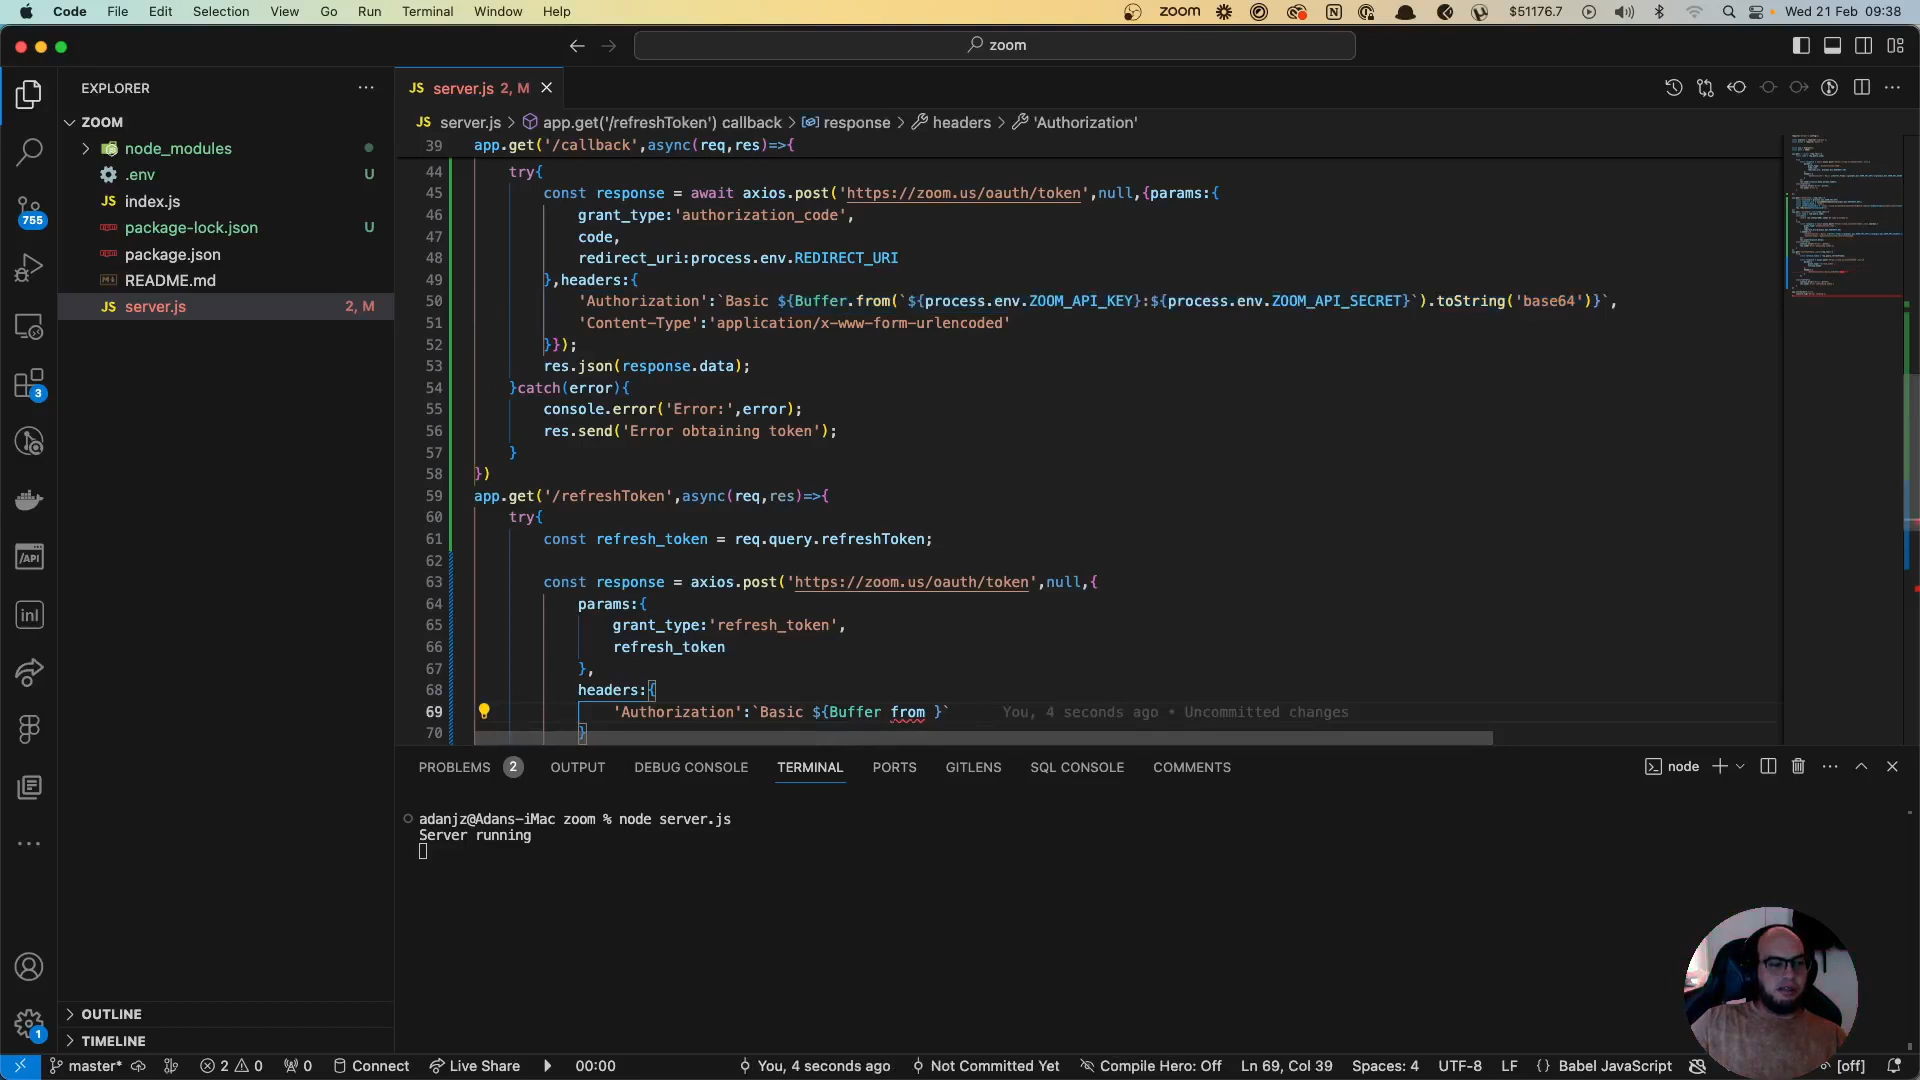 Code File Edit Selection View Go Run Terminal Window Help
zoom $51176.7 Wed 21 Feb 09:38
zoom
EXPLORER
ZOOM
node_modules
.env U
index.js
package-lock.json U
package.json
README.md
server.js 2, M
755
3
inl
/API
1
OUTLINE
TIMELINE
JS server.js 2, M
JS server.js > app.get('/refreshToken') callback > response > headers > 'Authorization'
39 app.get('/callback',async(req,res)=>{
44 try{
45 const response = await axios.post('https://zoom.us/oauth/token',null,{params:{
46 grant_type:'authorization_code',
47 code,
48 redirect_uri:process.env.REDIRECT_URI
49 },headers:{
50 'Authorization':`Basic ${Buffer.from(`${process.env.ZOOM_API_KEY}:${process.env.ZOOM_API_SECRET}`).toString('base64')}`,
51 'Content-Type':'application/x-www-form-urlencoded'
52 }});
53 res.json(response.data);
54 }catch(error){
55 console.error('Error:',error);
56 res.send('Error obtaining token');
57 }
58 })
59 app.get('/refreshToken',async(req,res)=>{
60 try{
61 const refresh_token = req.query.refreshToken;
62
63 const response = axios.post('https://zoom.us/oauth/token',null,{
64 params:{
65 grant_type:'refresh_token',
66 refresh_token
67 },
68 headers:{
69 'Authorization':`Basic ${Buffer from }` You, 4 seconds ago • Uncommitted changes
70 }
PROBLEMS 2 OUTPUT DEBUG CONSOLE TERMINAL PORTS GITLENS SQL CONSOLE COMMENTS
node
adanjz@Adans-iMac zoom % node server.js
Server running
master* 2 0 0 Connect Live Share 00:00 You, 4 seconds ago Not Committed Yet Compile Hero: Off Ln 69, Col 39 Spaces: 4 UTF-8 LF {} Babel JavaScript [off]